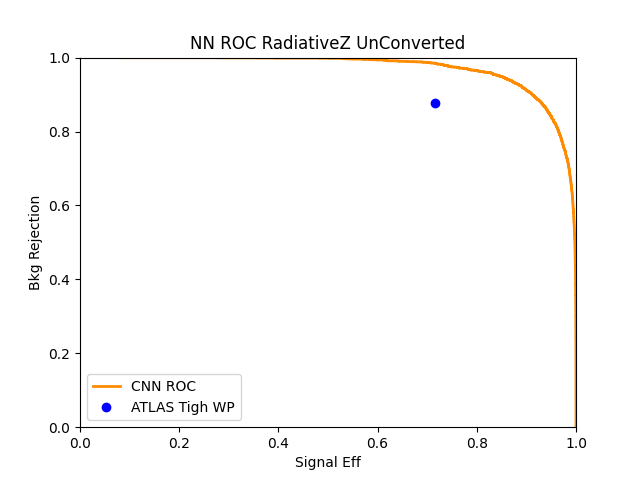 NN ROC RadiativeZ UnConverted
Bkg Rejection
1.0
0.8
0.6
0.4
0.2
0.0
CNN ROC
ATLAS Tigh WP
0.0 0.2 0.4 0.6 0.8 1.0
Signal Eff